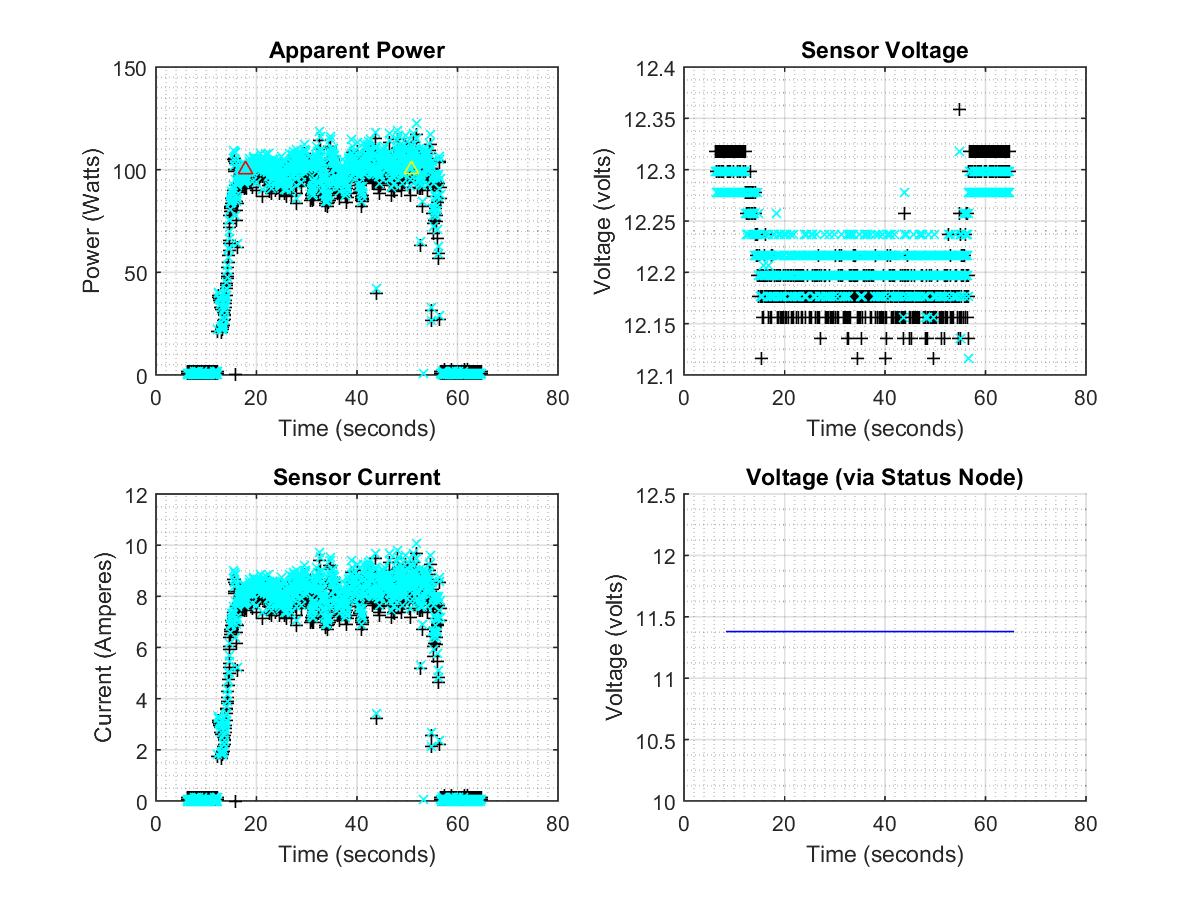 Apparent Power
150
100
50
0
0 20 40 60 80
Power (Watts)
Time (seconds)
Sensor Voltage
12.4
12.35
12.3
12.25
12.2
12.15
12.1
0 20 40 60 80
Voltage (volts)
Time (seconds)
Sensor Current
12
10
8
6
4
2
0
0 20 40 60 80
Current (Amperes)
Time (seconds)
Voltage (via Status Node)
12.5
12
11.5
11
10.5
10
0 20 40 60 80
Voltage (volts)
Time (seconds)